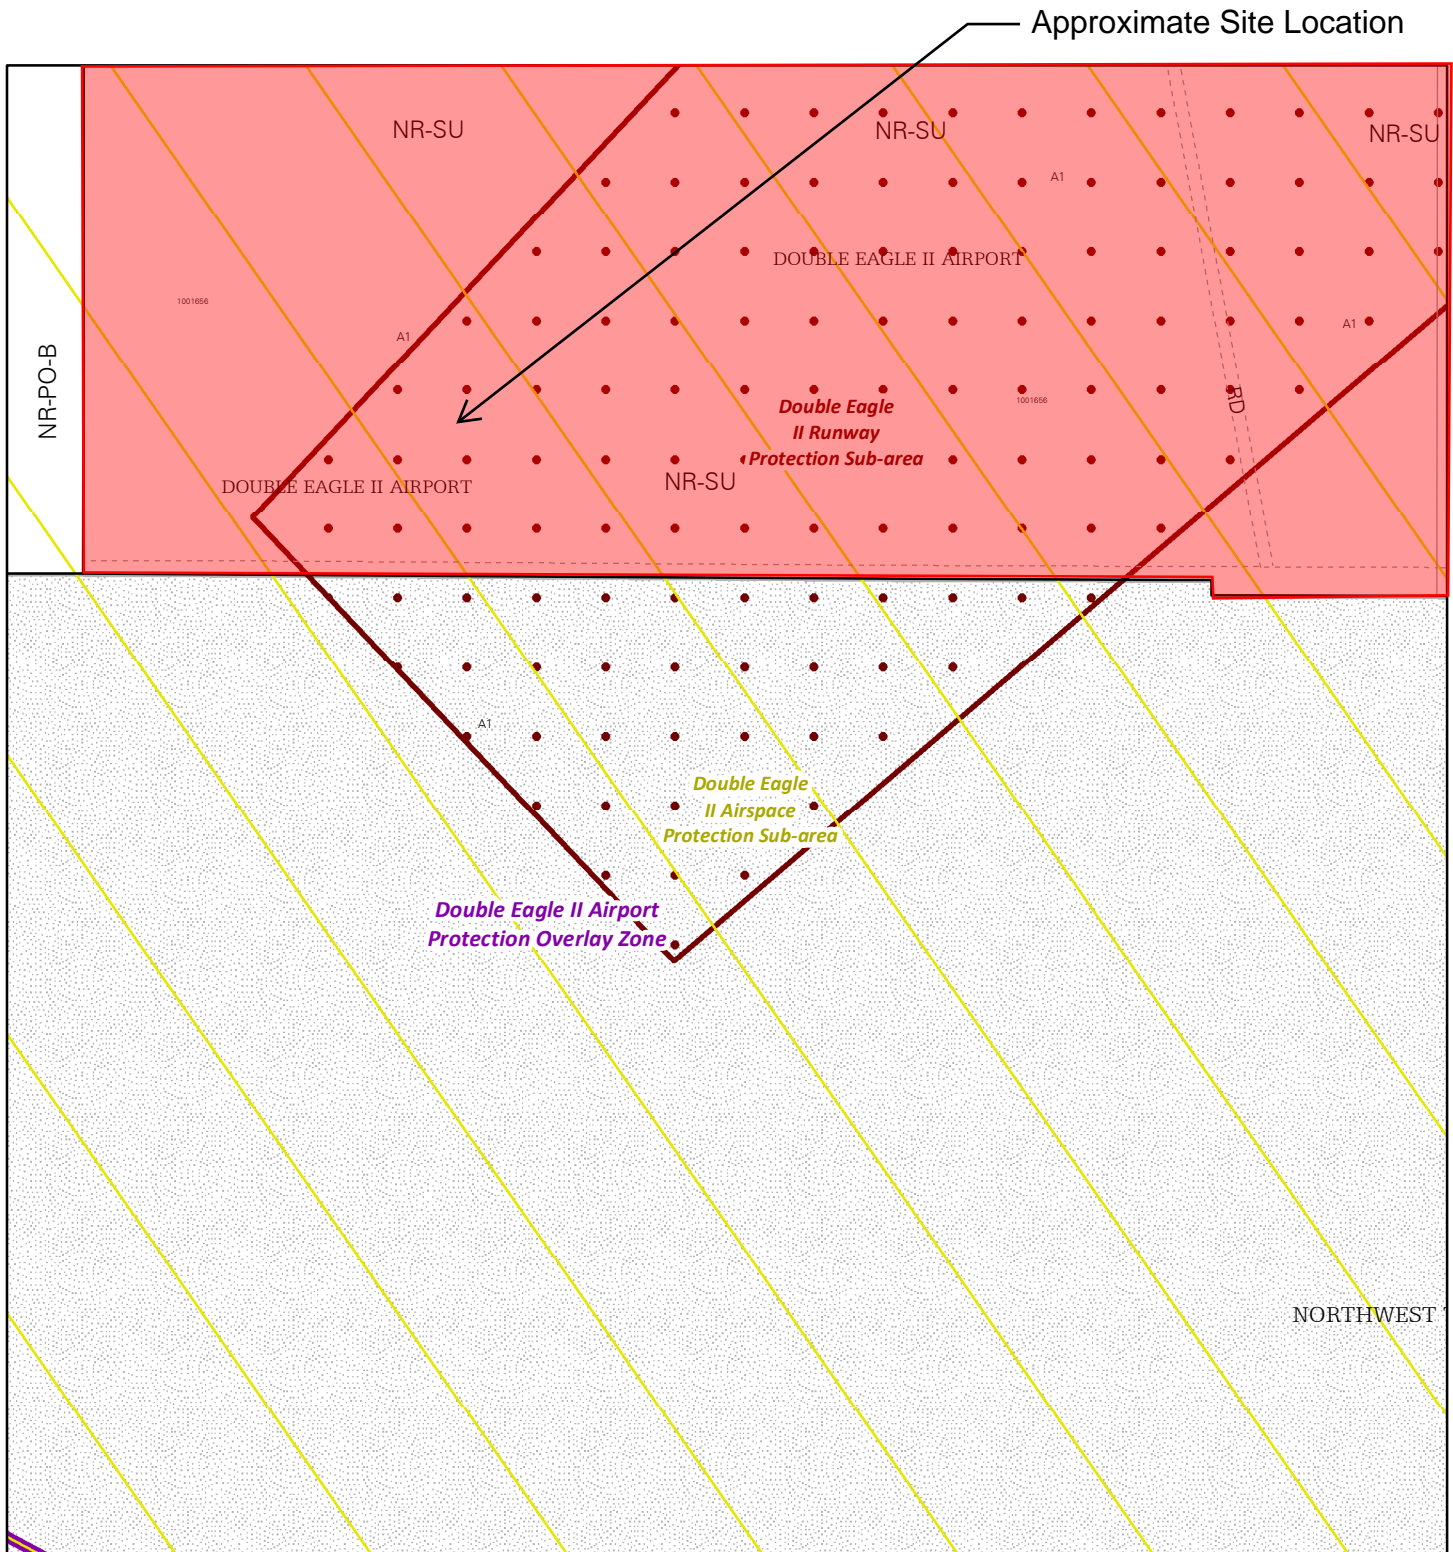 Approximate Site Location
NR-SU
NR-SU
NR-SU
A1
DOUBLE EAGLE II AIRPORT
1001656
A1
A1
NR-PO-B
1001656
RD
Double Eagle
II Runway
Protection Sub-area
NR-SU
DOUBLE EAGLE II AIRPORT
A1
Double Eagle
II Airspace
Protection Sub-area
Double Eagle II Airport
Protection Overlay Zone
NORTHWEST